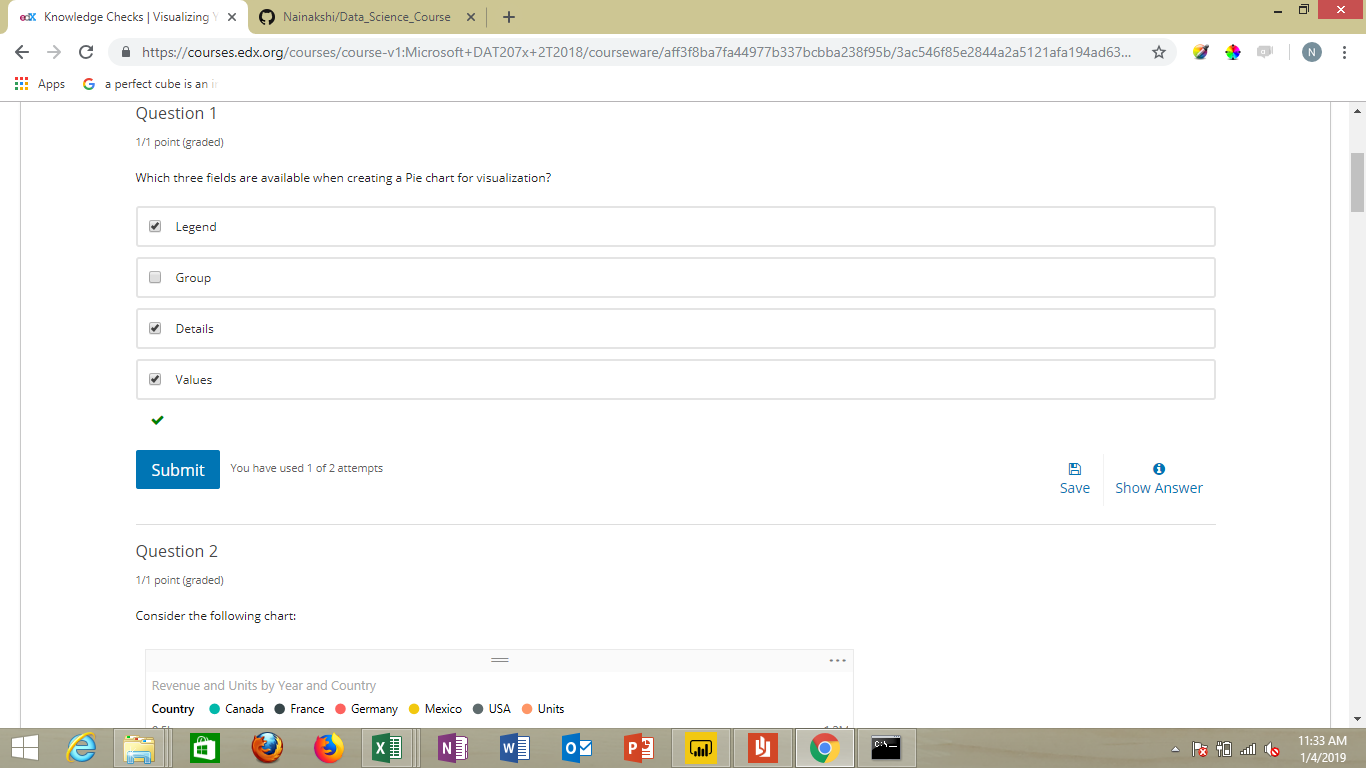 edX Knowledge Checks | Visualizing Y
Nainakshi/Data_Science_Course
https://courses.edx.org/courses/course-v1:Microsoft+DAT207x+2T2018/courseware/aff3f8ba7fa44977b337bcbba238f95b/3ac546f85e2844a2a5121afa194ad63...
N
Apps
G a perfect cube is an i
Question 1
1/1 point (graded)
Which three fields are available when creating a Pie chart for visualization?
Legend
Group
Details
Values
Submit
You have used 1 of 2 attempts
Save
Show Answer
Question 2
1/1 point (graded)
Consider the following chart:
Revenue and Units by Year and Country
Country Canada France Germany Mexico USA Units
11:33 AM
1/4/2019